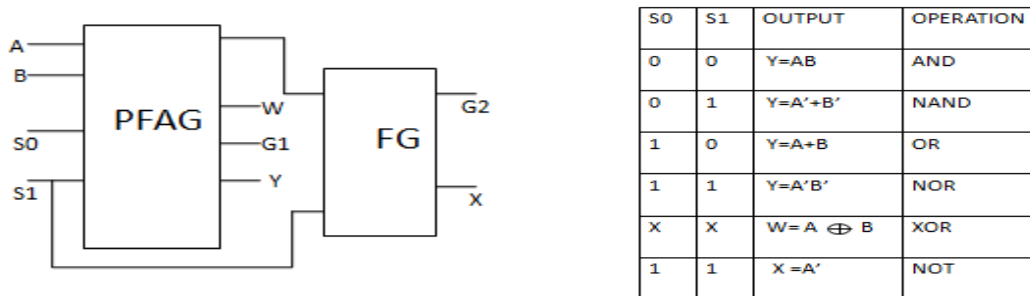 A
B
S0
S1
PFAG
W
G1
Y
FG
G2
X
S0 S1 OUTPUT OPERATION
0 0 Y=AB AND
0 1 Y=A'+B' NAND
1 0 Y=A+B OR
1 1 Y=A'B' NOR
X X W= A ⊕ B XOR
1 1 X =A' NOT